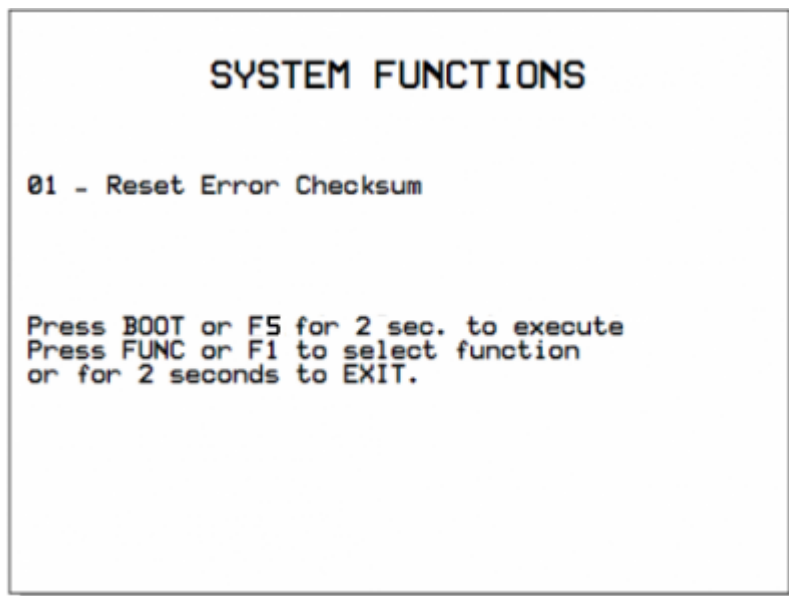 SYSTEM FUNCTIONS
01 - Reset Error Checksum
Press BOOT or F5 for 2 sec. to execute
Press FUNC or F1 to select function
or for 2 seconds to EXIT.